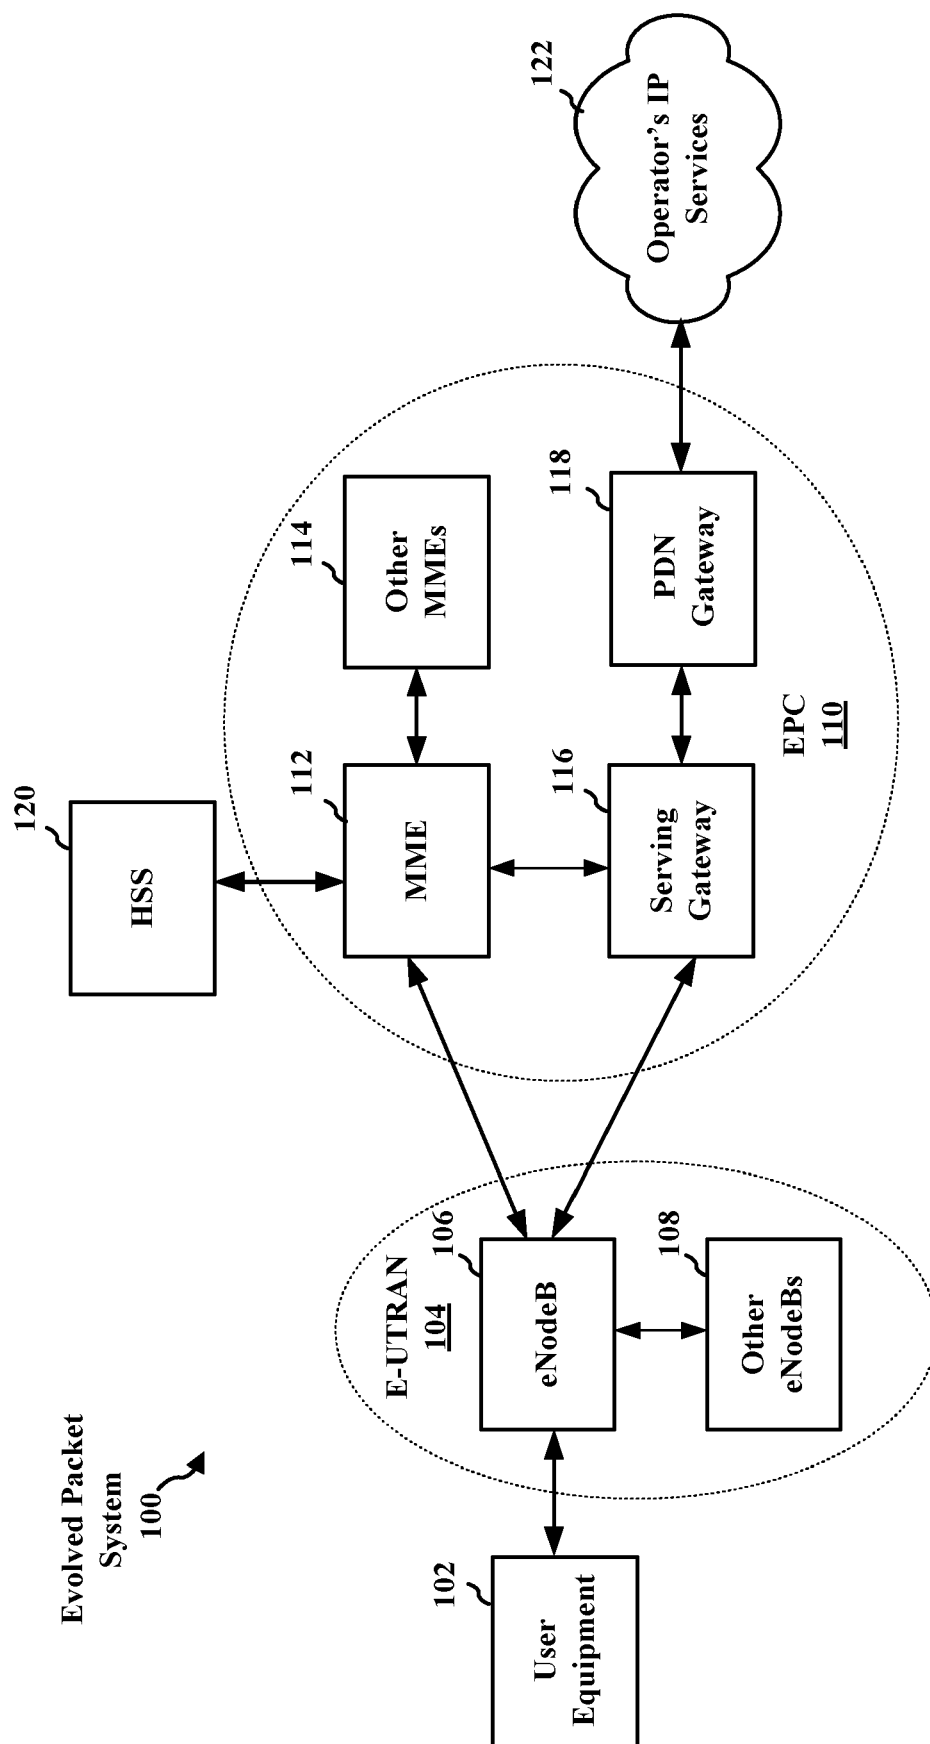 Evolved Packet
System
100
120
HSS
114
Other
MMEs
112
MME
122
Operator's IP
Services
118
PDN
Gateway
116
Serving
Gateway
EPC
110
E-UTRAN
104
106
eNodeB
108
Other
eNodeBs
102
User
Equipment